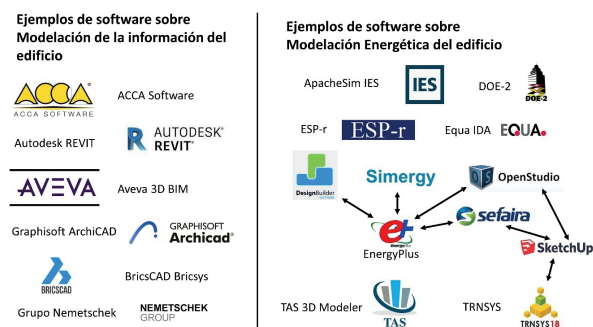 Ejemplos de software sobre
Modelación de la información del
edificio
ACCA
ACCA SOFTWARE
ACCA Software
Autodesk REVIT
AUTODESK®
REVIT®
AVEVA
Aveva 3D BIM
Graphisoft ArchiCAD
GRAPHISOFT
Archicad®
BRICSCAD
BricsCAD Bricsys
Grupo Nemetschek
NEMETSCHEK
GROUP
Ejemplos de software sobre
Modelación Energética del edificio
ApacheSim IES
IES
DOE-2
DOE-2
ESP-r
ESP-r
Equa IDA
EQUA.
DesignBuilder
SOFTWARE
Simergy
OS
OpenStudio
sefaira
e+
EnergyPlus
EnergyPlus
SketchUp
TAS 3D Modeler
TAS
TRNSYS
TRNSYS18